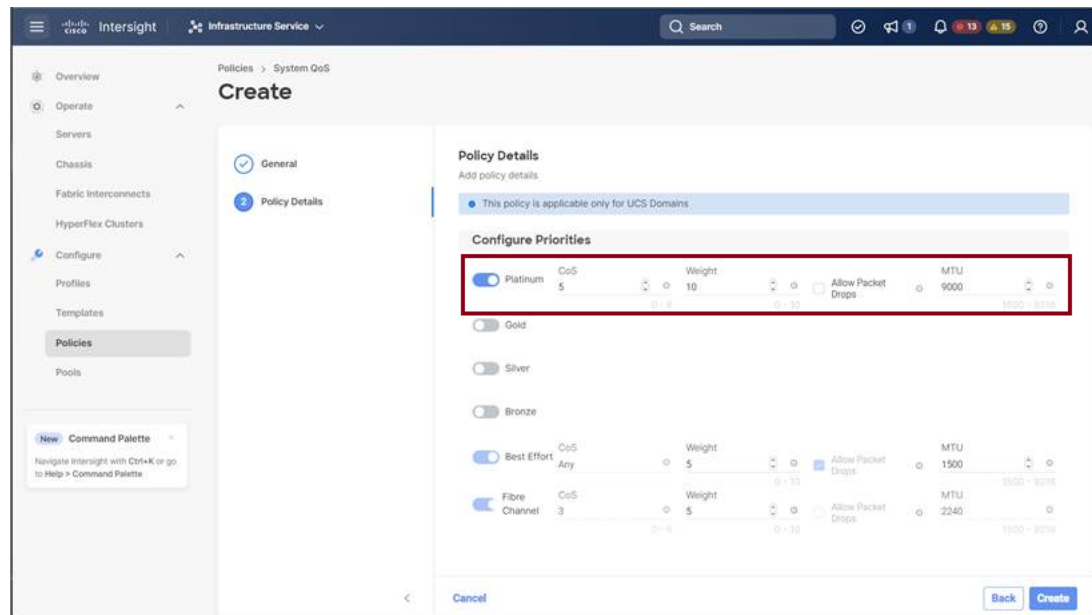 CISCO Intersight
Infrastructure Service
Search
1
13
15
Overview
Operate
Servers
Chassis
Fabric Interconnects
HyperFlex Clusters
Configure
Profiles
Templates
Policies
Pools
New Command Palette
Navigate Intersight with Ctrl+K or go
to Help > Command Palette
Policies > System QoS
Create
General
2 Policy Details
Policy Details
Add policy details
This policy is applicable only for UCS Domains
Configure Priorities
Platinum
CoS
5
0 - 6
Weight
10
0 - 10
Allow Packet
Drops
MTU
9000
1500 - 9216
Gold
Silver
Bronze
Best Effort
CoS
Any
Weight
5
0 - 10
Allow Packet
Drops
MTU
1500
1500 - 9216
Fibre
Channel
CoS
3
0 - 6
Weight
5
0 - 10
Allow Packet
Drops
MTU
2240
1500 - 9216
<
Cancel
Back
Create